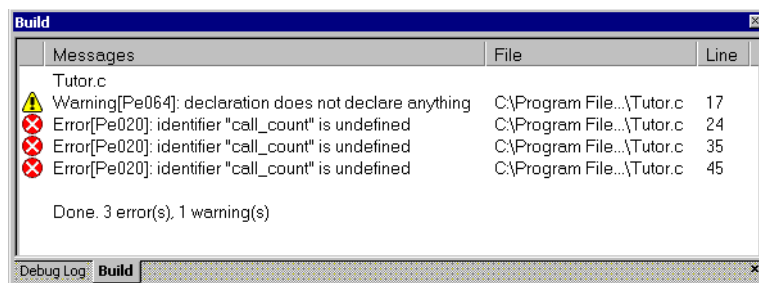 Build
Messages File Line
Tutor.c
Warning[Pe064]: declaration does not declare anything C:\Program File...\Tutor.c 17
Error[Pe020]: identifier "call_count" is undefined C:\Program File...\Tutor.c 24
Error[Pe020]: identifier "call_count" is undefined C:\Program File...\Tutor.c 35
Error[Pe020]: identifier "call_count" is undefined C:\Program File...\Tutor.c 45
Done. 3 error(s), 1 warning(s)
Debug Log Build